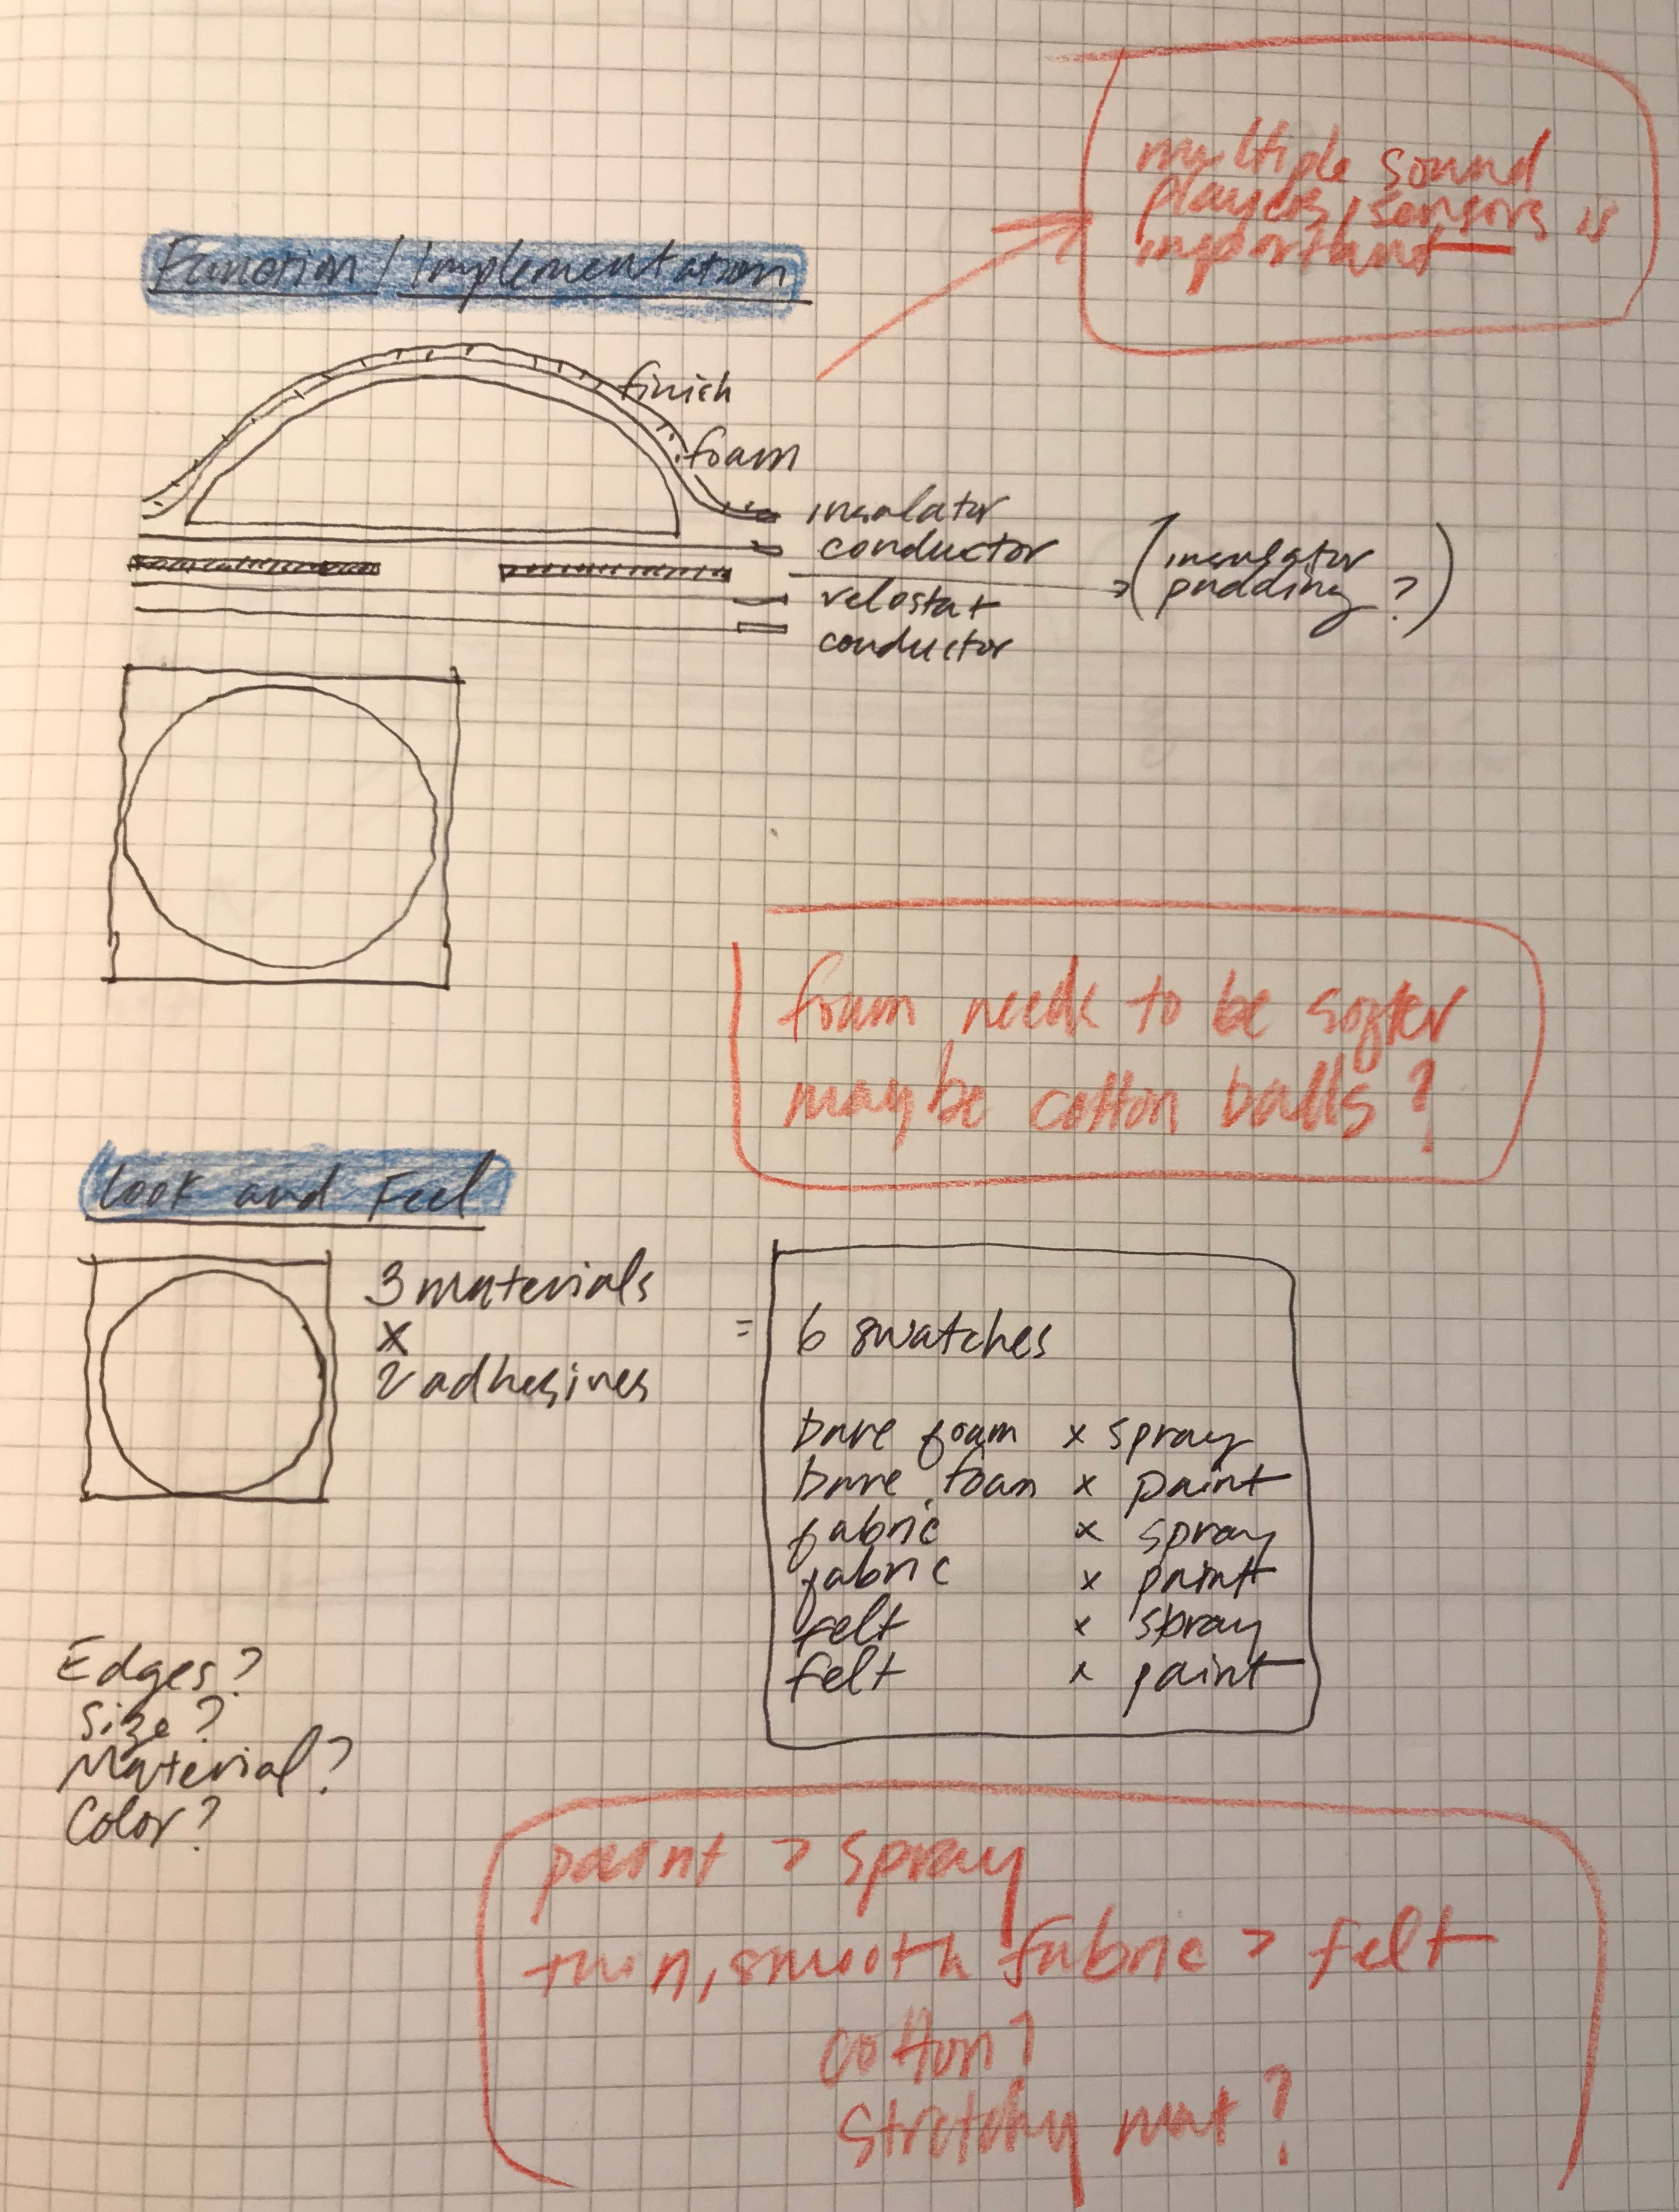 multiple sound
players, sensors is
important
Function / Implementation
finish
foam
insulator
conductor
velostat
conductor
(insulator
padding?)
foam needs to be softer
maybe cotton balls?
Look and Feel
3 materials
x
2 adhesives
=
6 swatches
bare foam x spray
bare foam x paint
fabric x spray
fabric x paint
felt x spray
felt x paint
Edges?
Size?
Material?
Color?
paint > spray
thin, smooth fabric > felt
cotton?
stretchy mat?